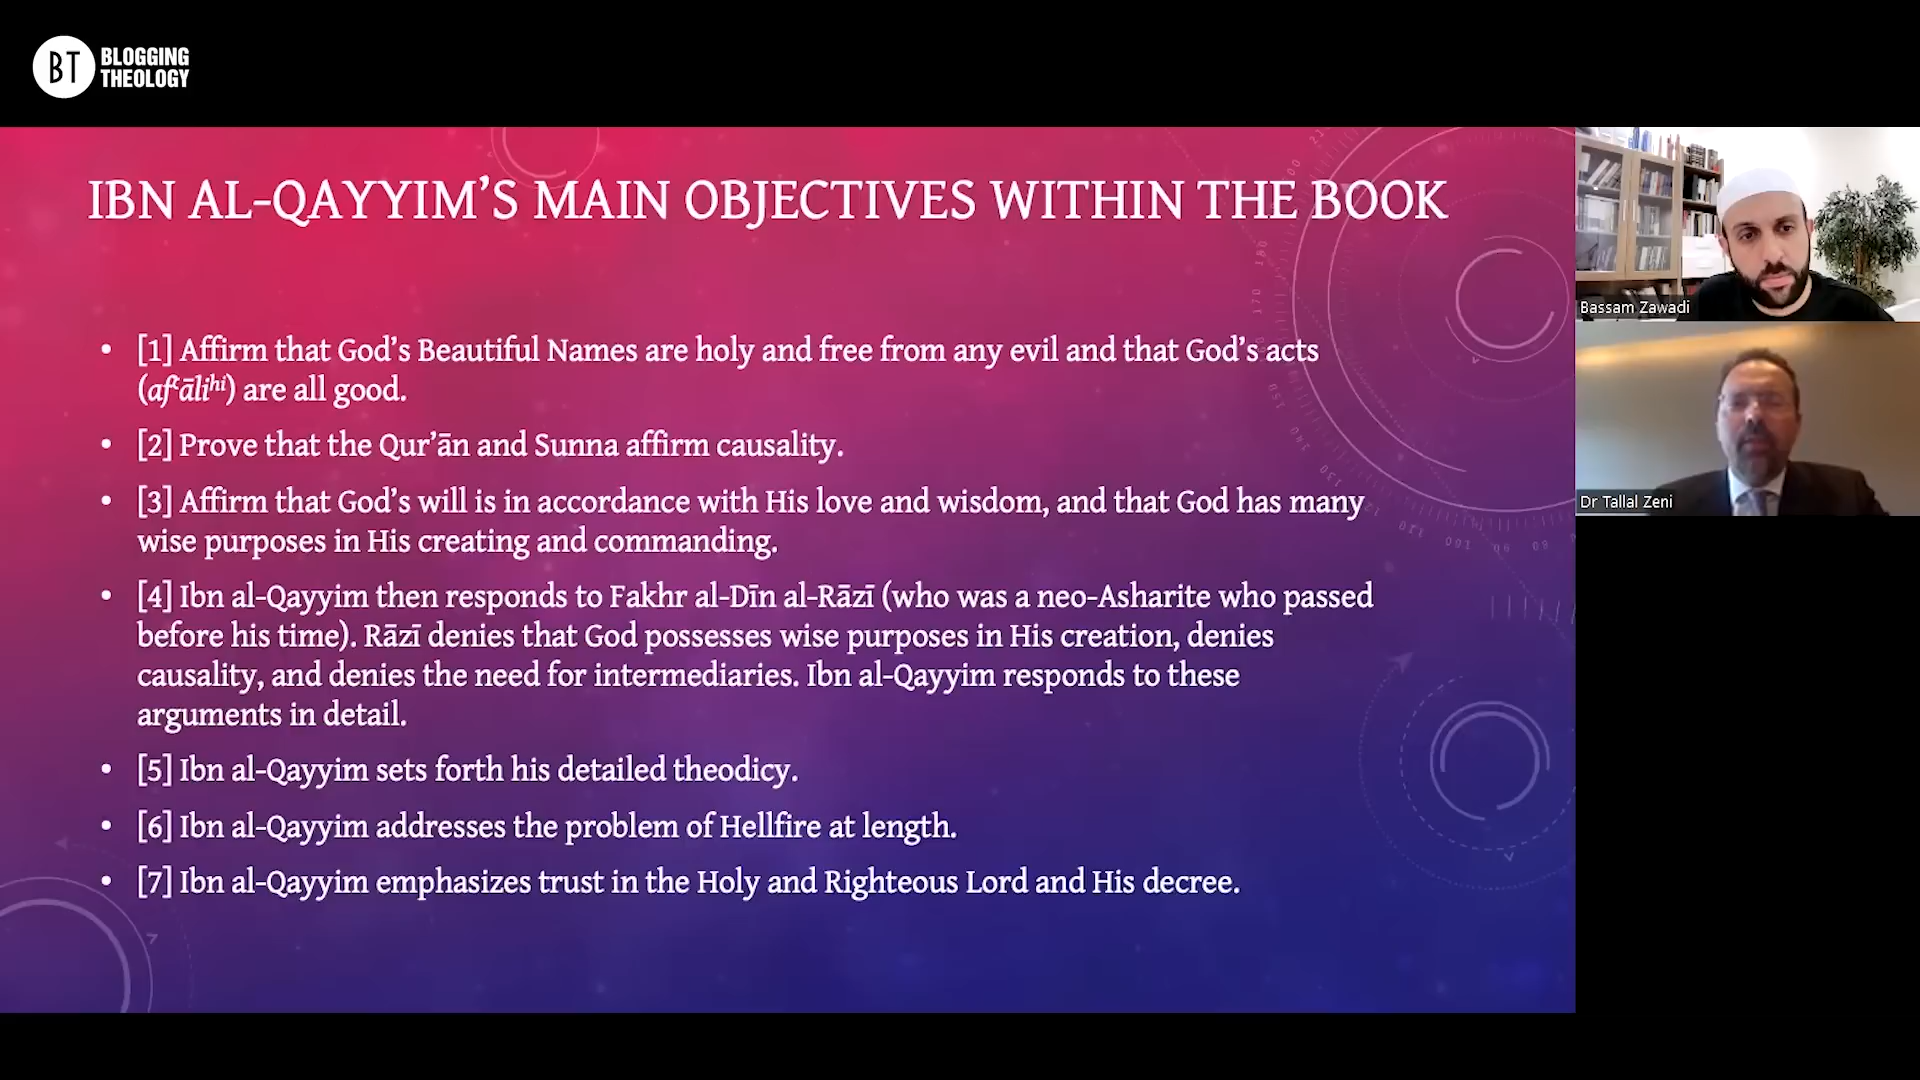 BT BLOGGING
THEOLOGY
IBN AL-QAYYIM’S MAIN OBJECTIVES WITHIN THE BOOK
• [1] Affirm that God’s Beautiful Names are holy and free from any evil and that God’s acts
(afʿālihi) are all good.
• [2] Prove that the Qur’ān and Sunna affirm causality.
• [3] Affirm that God’s will is in accordance with His love and wisdom, and that God has many
wise purposes in His creating and commanding.
• [4] Ibn al-Qayyim then responds to Fakhr al-Dīn al-Rāzī (who was a neo-Asharite who passed
before his time). Rāzī denies that God possesses wise purposes in His creation, denies
causality, and denies the need for intermediaries. Ibn al-Qayyim responds to these
arguments in detail.
• [5] Ibn al-Qayyim sets forth his detailed theodicy.
• [6] Ibn al-Qayyim addresses the problem of Hellfire at length.
• [7] Ibn al-Qayyim emphasizes trust in the Holy and Righteous Lord and His decree.
Bassam Zawadi
Dr Tallal Zeni